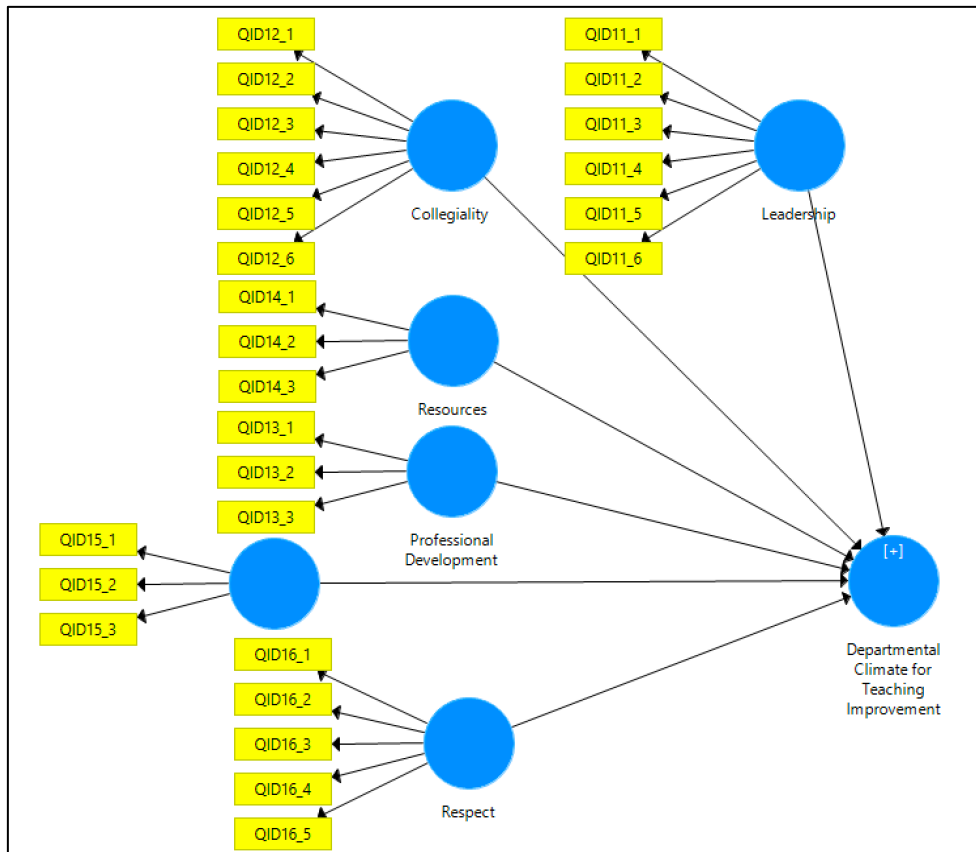 QID12_1
QID12_2
QID12_3
QID12_4
QID12_5
QID12_6
Collegiality
QID11_1
QID11_2
QID11_3
QID11_4
QID11_5
QID11_6
Leadership
QID14_1
QID14_2
QID14_3
Resources
QID13_1
QID13_2
QID13_3
Professional
Development
QID15_1
QID15_2
QID15_3
QID16_1
QID16_2
QID16_3
QID16_4
QID16_5
Respect
[+]
Departmental
Climate for
Teaching
Improvement